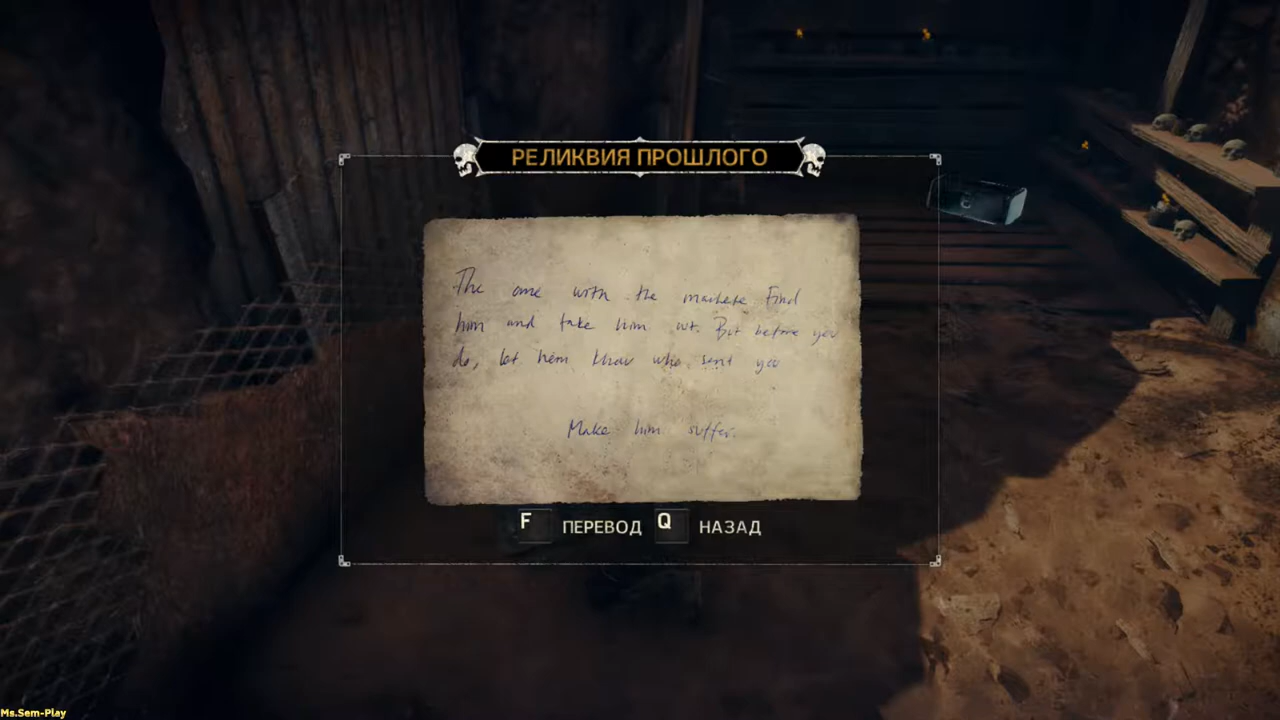 РЕЛИКВИЯ ПРОШЛОГО
The one with the machete Find
him and take him out. But before you
do, let him know who sent you
Make him suffer.
F ПЕРЕВОД Q НАЗАД
Ms.Sem-Play